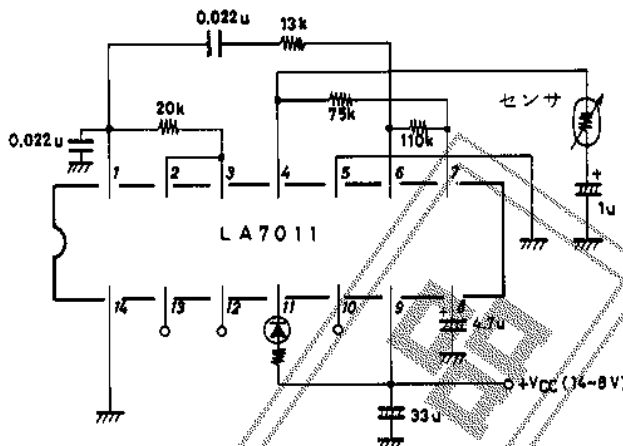 0.022u 13k
20k
75k
センサ
110k
0.022u
1u
1 2 3 4 5 6 7
LA7011
14 13 12 11 10 9 8
4.7u
+VCC (14~8V)
33u